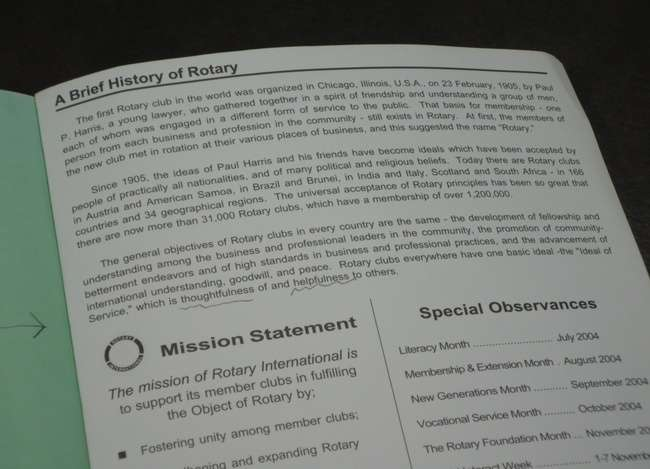 A Brief History of Rotary
The first Rotary club in the world was organized in Chicago, Illinois, U.S.A., on 23 February, 1905, by Paul
P. Harris, a young lawyer, who gathered together in a spirit of friendship and understanding a group of men,
each of whom was engaged in a different form of service to the public. That basis for membership - one
person from each business and profession in the community - still exists in Rotary. At first, the members of
the new club met in rotation at their various places of business, and this suggested the name "Rotary."
Since 1905, the ideas of Paul Harris and his friends have become ideals which have been accepted by
people of practically all nationalities, and of many political and religious beliefs. Today there are Rotary clubs
in Austria and American Samoa, in Brazil and Brunei, in India and Italy, Scotland and South Africa - in 166
countries and 34 geographical regions. The universal acceptance of Rotary principles has been so great that
there are now more than 31,000 Rotary clubs, which have a membership of over 1,200,000.
The general objectives of Rotary clubs in every country are the same - the development of fellowship and
understanding among the business and professional leaders in the community, the promotion of community-
betterment endeavors and of high standards in business and professional practices, and the advancement of
international understanding, goodwill, and peace. Rotary clubs everywhere have one basic ideal -the "Ideal of
Service," which is thoughtfulness of and helpfulness to others.
ROTARY INTERNATIONAL
Mission Statement
The mission of Rotary International is
to support its member clubs in fulfilling
the Object of Rotary by;
■ Fostering unity among member clubs;
and expanding Rotary
Special Observances
Literacy Month ......................... July 2004
Membership & Extension Month .. August 2004
New Generations Month ........... September 2004
Vocational Service Month .......... October 2004
The Rotary Foundation Month ... November
Week ................ 1-7